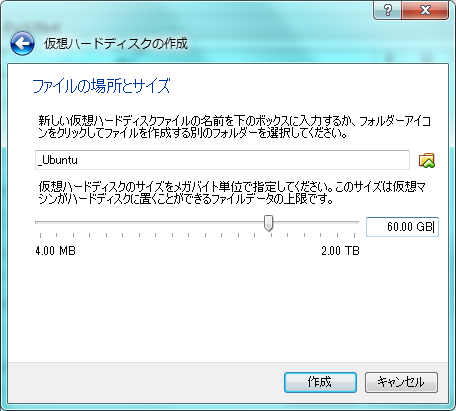 仮想ハードディスクの作成
ファイルの場所とサイズ
新しい仮想ハードディスクファイルの名前を下のボックスに入力するか、フォルダーアイコ
ンをクリックしてファイルを作成する別のフォルダーを選択してください。
_Ubuntu
仮想ハードディスクのサイズをメガバイト単位で指定してください。このサイズは仮想マ
シンがハードディスクに置くことができるファイルデータの上限です。
60.00 GB
4.00 MB 2.00 TB
作成 キャンセル